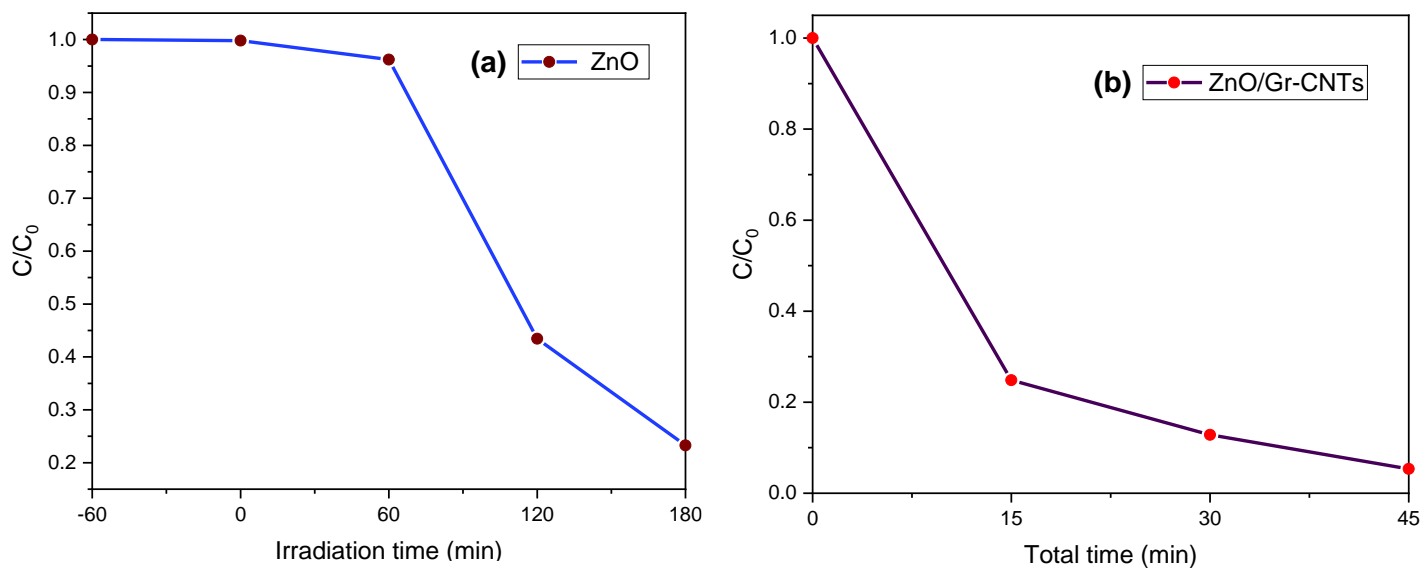 (a) ZnO
1.0
0.9
0.8
0.7
0.6
0.5
0.4
0.3
0.2
C/C0
-60 0 60 120 180
Irradiation time (min)
(b) ZnO/Gr-CNTs
1.0
0.8
0.6
0.4
0.2
0.0
C/C0
0 15 30 45
Total time (min)